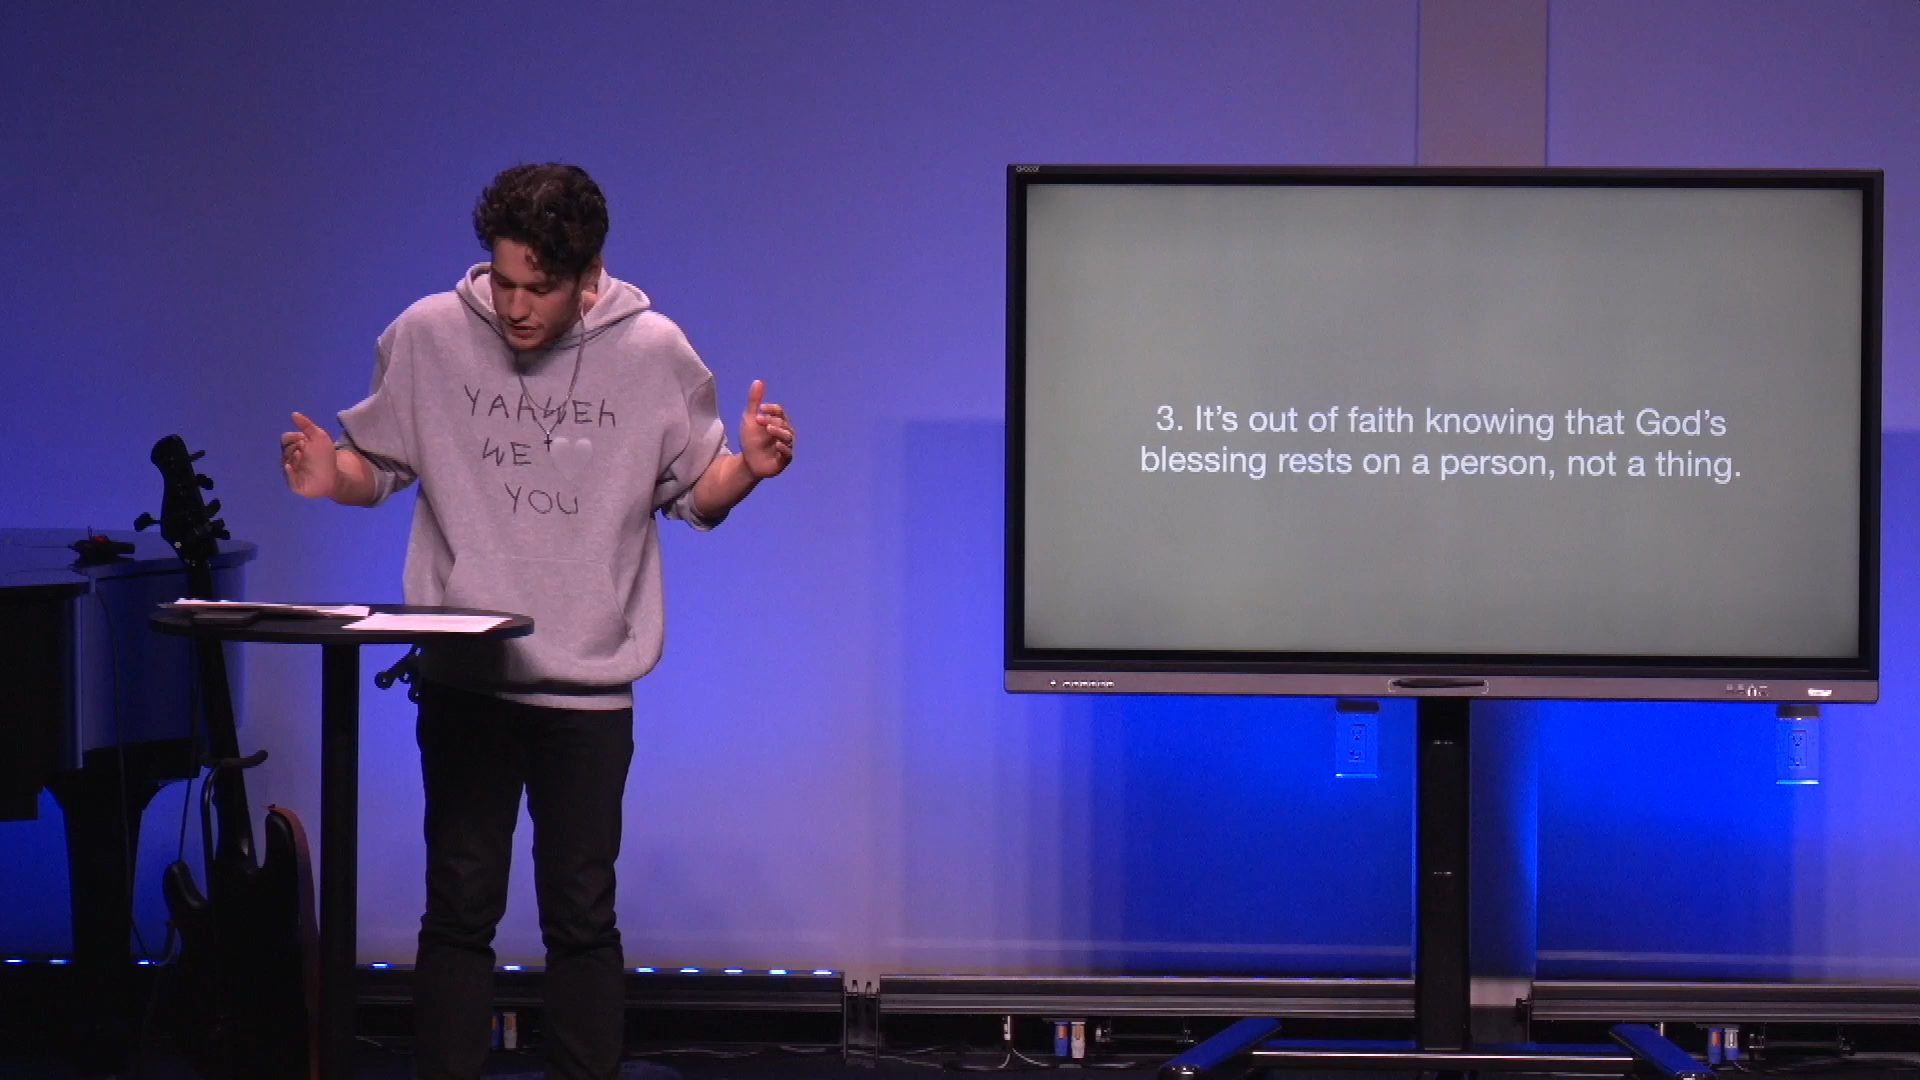 YAHWEH
WE
YOU
3. It's out of faith knowing that God's
blessing rests on a person, not a thing.